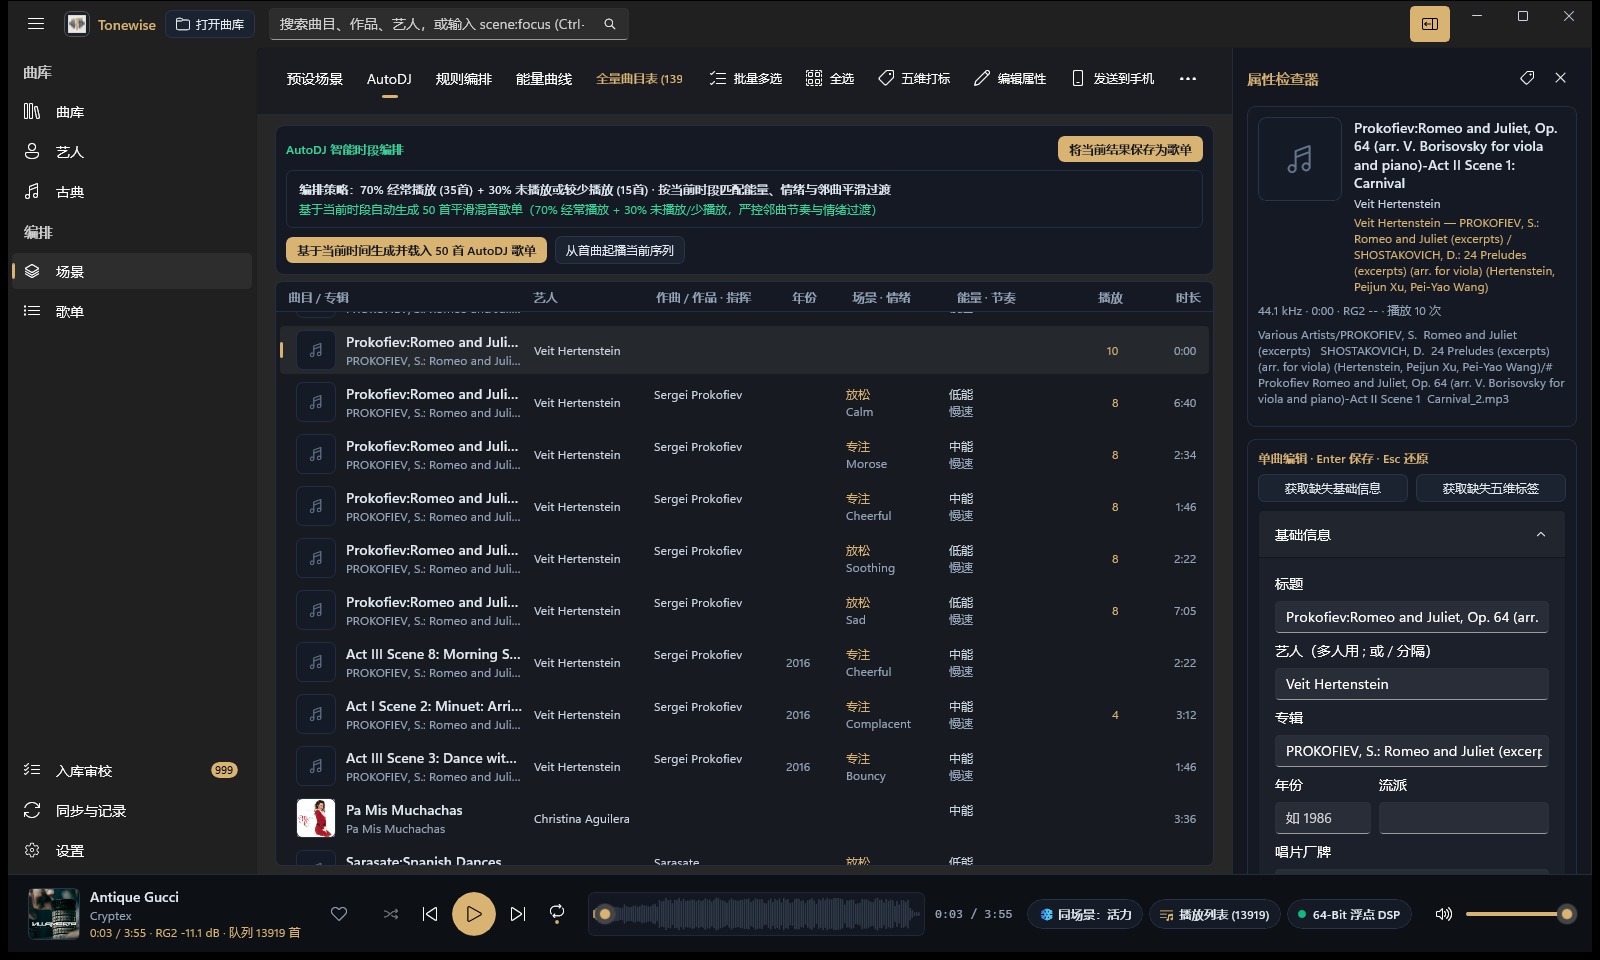 Tonewise
打开曲库
搜索曲目、作品、艺人，或输入 scene:focus (Ctrl·
曲库
曲库
艺人
古典
编排
场景
歌单
入库审校
999
同步与记录
设置
预设场景
AutoDJ
规则编排
能量曲线
全量曲目表 (139
批量多选
全选
五维打标
编辑属性
发送到手机
AutoDJ 智能时段编排
将当前结果保存为歌单
编排策略：70% 经常播放 (35首) + 30% 未播放或较少播放 (15首) · 按当前时段匹配能量、情绪与邻曲平滑过渡
基于当前时段自动生成 50 首平滑混音歌单（70% 经常播放 + 30% 未播放/少播放，严控邻曲节奏与情绪过渡）
基于当前时间生成并载入 50 首 AutoDJ 歌单
从首曲起播当前序列
曲目 / 专辑 艺人 作曲 / 作品 · 指挥 年份 场景 · 情绪 能量 · 节奏 播放 时长
Prokofiev:Romeo and Juli...
PROKOFIEV, S.: Romeo and Juli...
Veit Hertenstein
10
0:00
Prokofiev:Romeo and Juli...
PROKOFIEV, S.: Romeo and Juli...
Veit Hertenstein
Sergei Prokofiev
放松
Calm
低能
慢速
8
6:40
Prokofiev:Romeo and Juli...
PROKOFIEV, S.: Romeo and Juli...
Veit Hertenstein
Sergei Prokofiev
专注
Morose
中能
慢速
8
2:34
Prokofiev:Romeo and Juli...
PROKOFIEV, S.: Romeo and Juli...
Veit Hertenstein
Sergei Prokofiev
专注
Cheerful
中能
慢速
8
1:46
Prokofiev:Romeo and Juli...
PROKOFIEV, S.: Romeo and Juli...
Veit Hertenstein
Sergei Prokofiev
放松
Soothing
低能
慢速
8
2:22
Prokofiev:Romeo and Juli...
PROKOFIEV, S.: Romeo and Juli...
Veit Hertenstein
Sergei Prokofiev
放松
Sad
低能
慢速
8
7:05
Act III Scene 8: Morning S...
PROKOFIEV, S.: Romeo and Juli...
Veit Hertenstein
Sergei Prokofiev
2016
专注
Cheerful
中能
慢速
2:22
Act I Scene 2: Minuet: Arri...
PROKOFIEV, S.: Romeo and Juli...
Veit Hertenstein
Sergei Prokofiev
2016
专注
Complacent
中能
慢速
4
3:12
Act III Scene 3: Dance wit...
PROKOFIEV, S.: Romeo and Juli...
Veit Hertenstein
Sergei Prokofiev
2016
专注
Bouncy
中能
慢速
1:46
Pa Mis Muchachas
Pa Mis Muchachas
Christina Aguilera
中能
3:36
Sarasate:Spanish Dances
Sarasate
放松
低能
属性检查器
Prokofiev:Romeo and Juliet, Op.
64 (arr. V. Borisovsky for viola
and piano)-Act II Scene 1:
Carnival
Veit Hertenstein
Veit Hertenstein — PROKOFIEV, S.:
Romeo and Juliet (excerpts) /
SHOSTAKOVICH, D.: 24 Preludes
(excerpts) (arr. for viola) (Hertenstein,
Peijun Xu, Pei-Yao Wang)
44.1 kHz · 0:00 · RG2 -- · 播放 10 次
Various Artists/PROKOFIEV, S.  Romeo and Juliet
(excerpts)   SHOSTAKOVICH, D.  24 Preludes (excerpts)
(arr. for viola) (Hertenstein, Peijun Xu, Pei-Yao Wang)/#
Prokofiev Romeo and Juliet, Op. 64 (arr. V. Borisovsky for
viola and piano)-Act II Scene 1  Carnival_2.mp3
单曲编辑 · Enter 保存 · Esc 还原
获取缺失基础信息
获取缺失五维标签
基础信息
标题
Prokofiev:Romeo and Juliet, Op. 64 (arr.
艺人（多人用 ; 或 / 分隔）
Veit Hertenstein
专辑
PROKOFIEV, S.: Romeo and Juliet (excerp
年份 流派
如 1986
唱片厂牌
Antique Gucci
Cryptex
0:03 / 3:55 · RG2 -11.1 dB · 队列 13919 首
0:03 / 3:55
同场景：活力
播放列表 (13919)
64-Bit 浮点 DSP